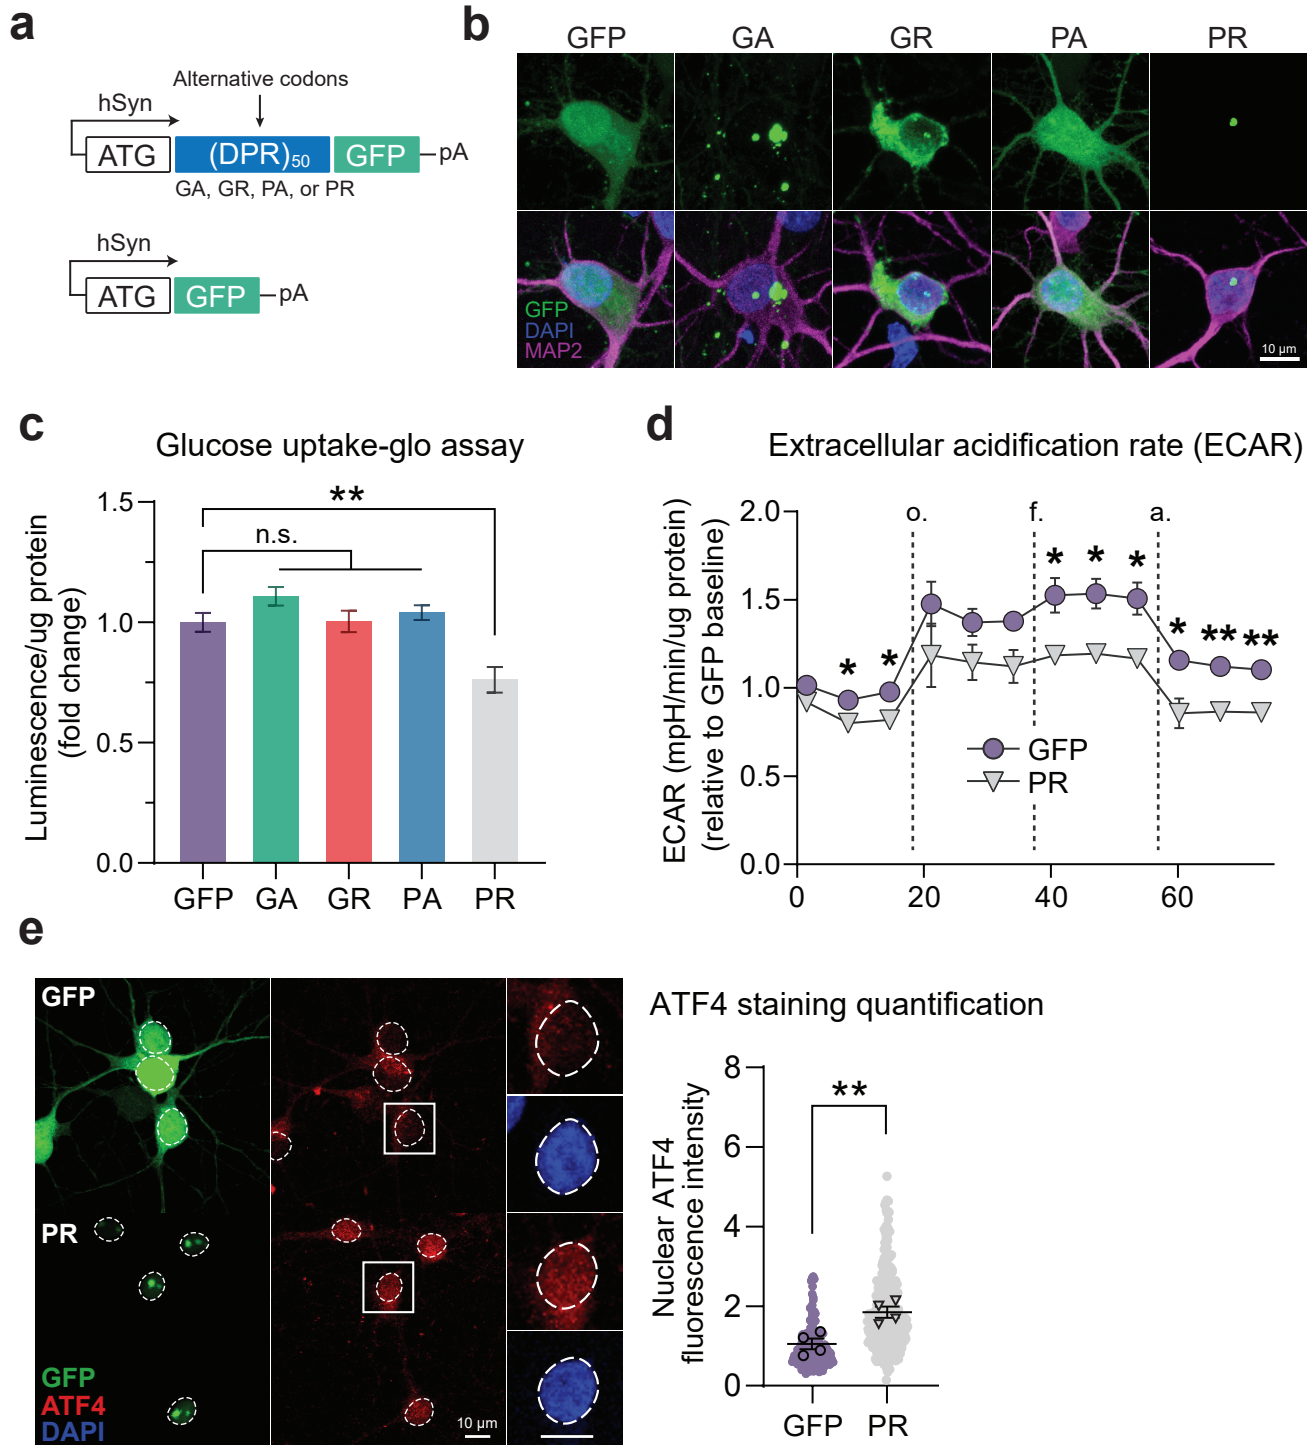 a
Alternative codons
hSyn
ATG (DPR)50 GFP pA
GA, GR, PA, or PR
hSyn
ATG GFP pA
b
GFP GA GR PA PR
GFP
DAPI
MAP2
10 µm
c
Glucose uptake-glo assay
Luminescence/ug protein
(fold change)
1.5
1.0
0.5
0.0
**
n.s.
GFP GA GR PA PR
d
Extracellular acidification rate (ECAR)
ECAR (mpH/min/ug protein)
(relative to GFP baseline)
2.0
1.5
1.0
0.5
0.0
o. f. a.
* * * * * * ** **
GFP
PR
0 20 40 60
e
GFP
PR
GFP
ATF4
DAPI
10 µm
ATF4 staining quantification
Nuclear ATF4
fluorescence intensity
8
6
4
2
0
**
GFP PR